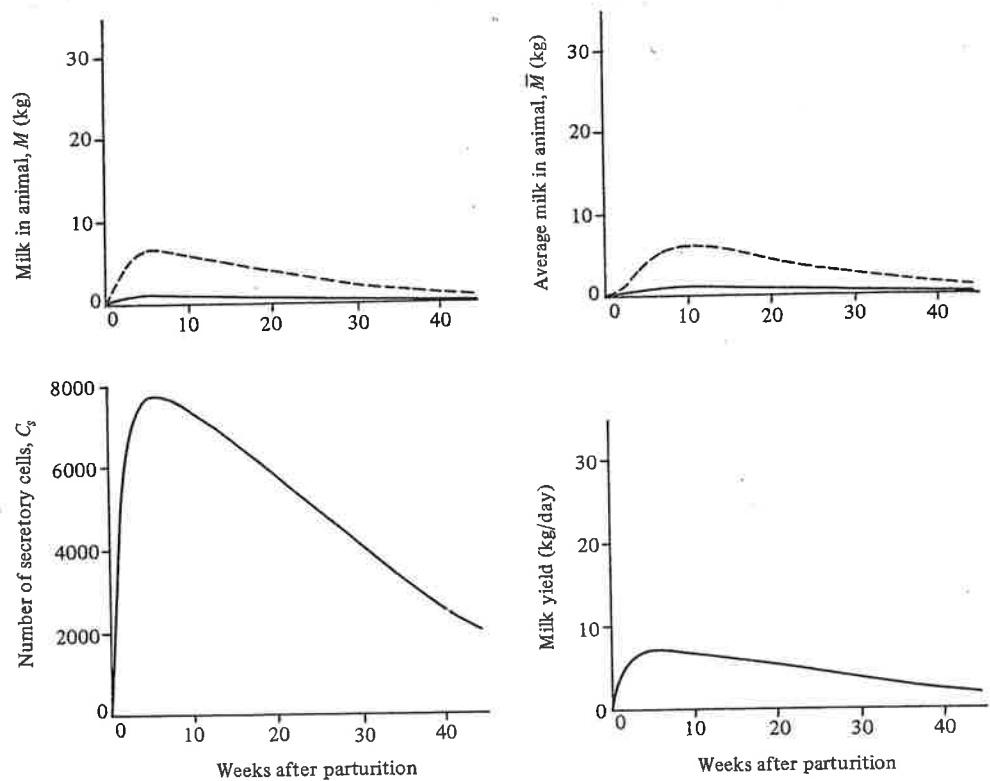 Milk in animal, M (kg)
30
20
10
0
0 10 20 30 40
Average milk in animal, M̅ (kg)
30
20
10
0
0 10 20 30 40
Number of secretory cells, Cₛ
8000
6000
4000
2000
0
0 10 20 30 40
Weeks after parturition
Milk yield (kg/day)
30
20
10
0
0 10 20 30 40
Weeks after parturition